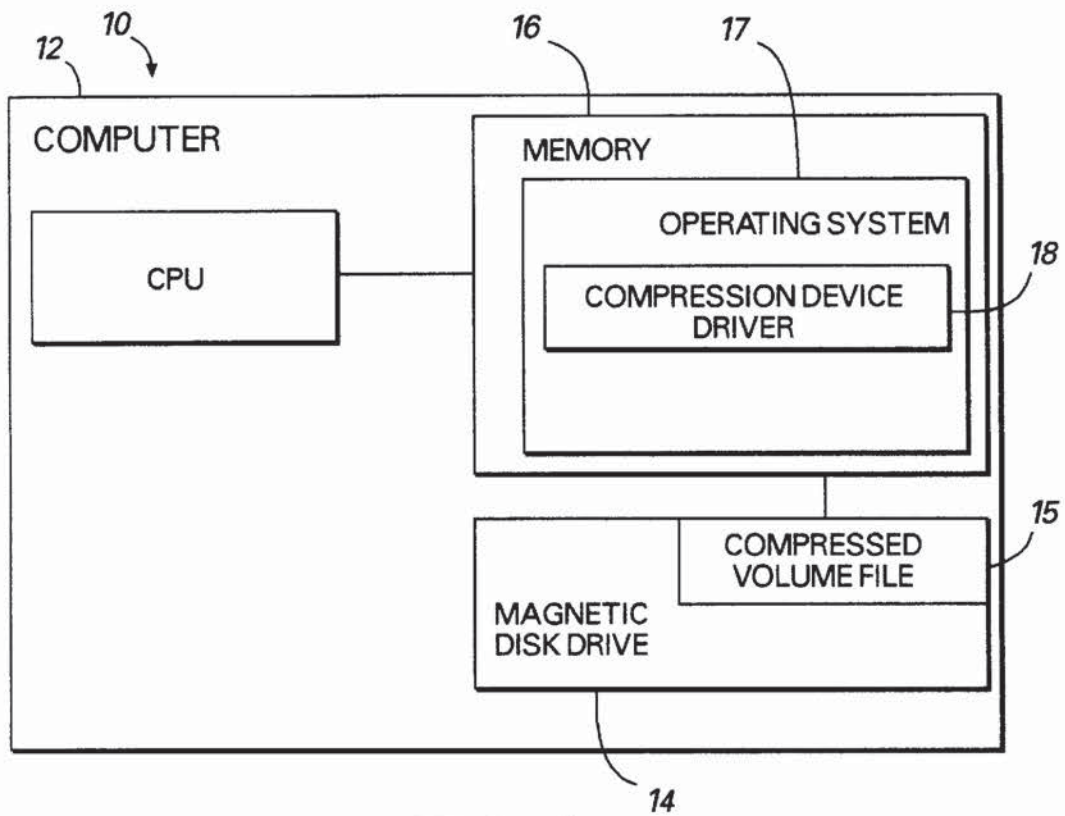 10
12
16
17
COMPUTER
MEMORY
OPERATING SYSTEM
18
CPU
COMPRESSION DEVICE
DRIVER
15
COMPRESSED
VOLUME FILE
MAGNETIC
DISK DRIVE
14